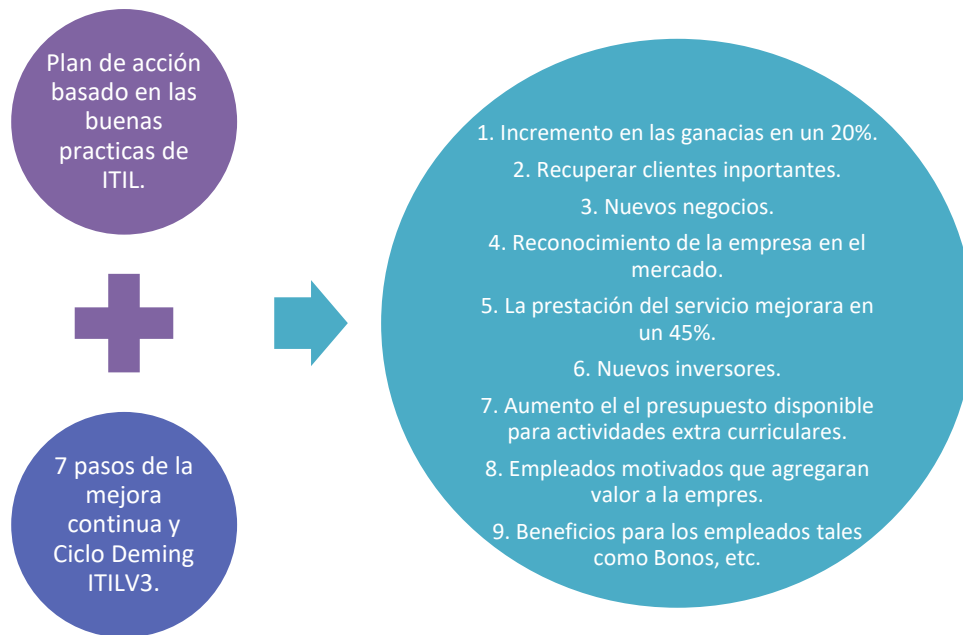 Plan de acción
basado en las
buenas
practicas de
ITIL.
7 pasos de la
mejora
continua y
Ciclo Deming
ITILV3.
1. Incremento en las ganacias en un 20%.
2. Recuperar clientes inportantes.
3. Nuevos negocios.
4. Reconocimiento de la empresa en el
mercado.
5. La prestación del servicio mejorara en
un 45%.
6. Nuevos inversores.
7. Aumento el el presupuesto disponible
para actividades extra curriculares.
8. Empleados motivados que agregaran
valor a la empres.
9. Beneficios para los empleados tales
como Bonos, etc.